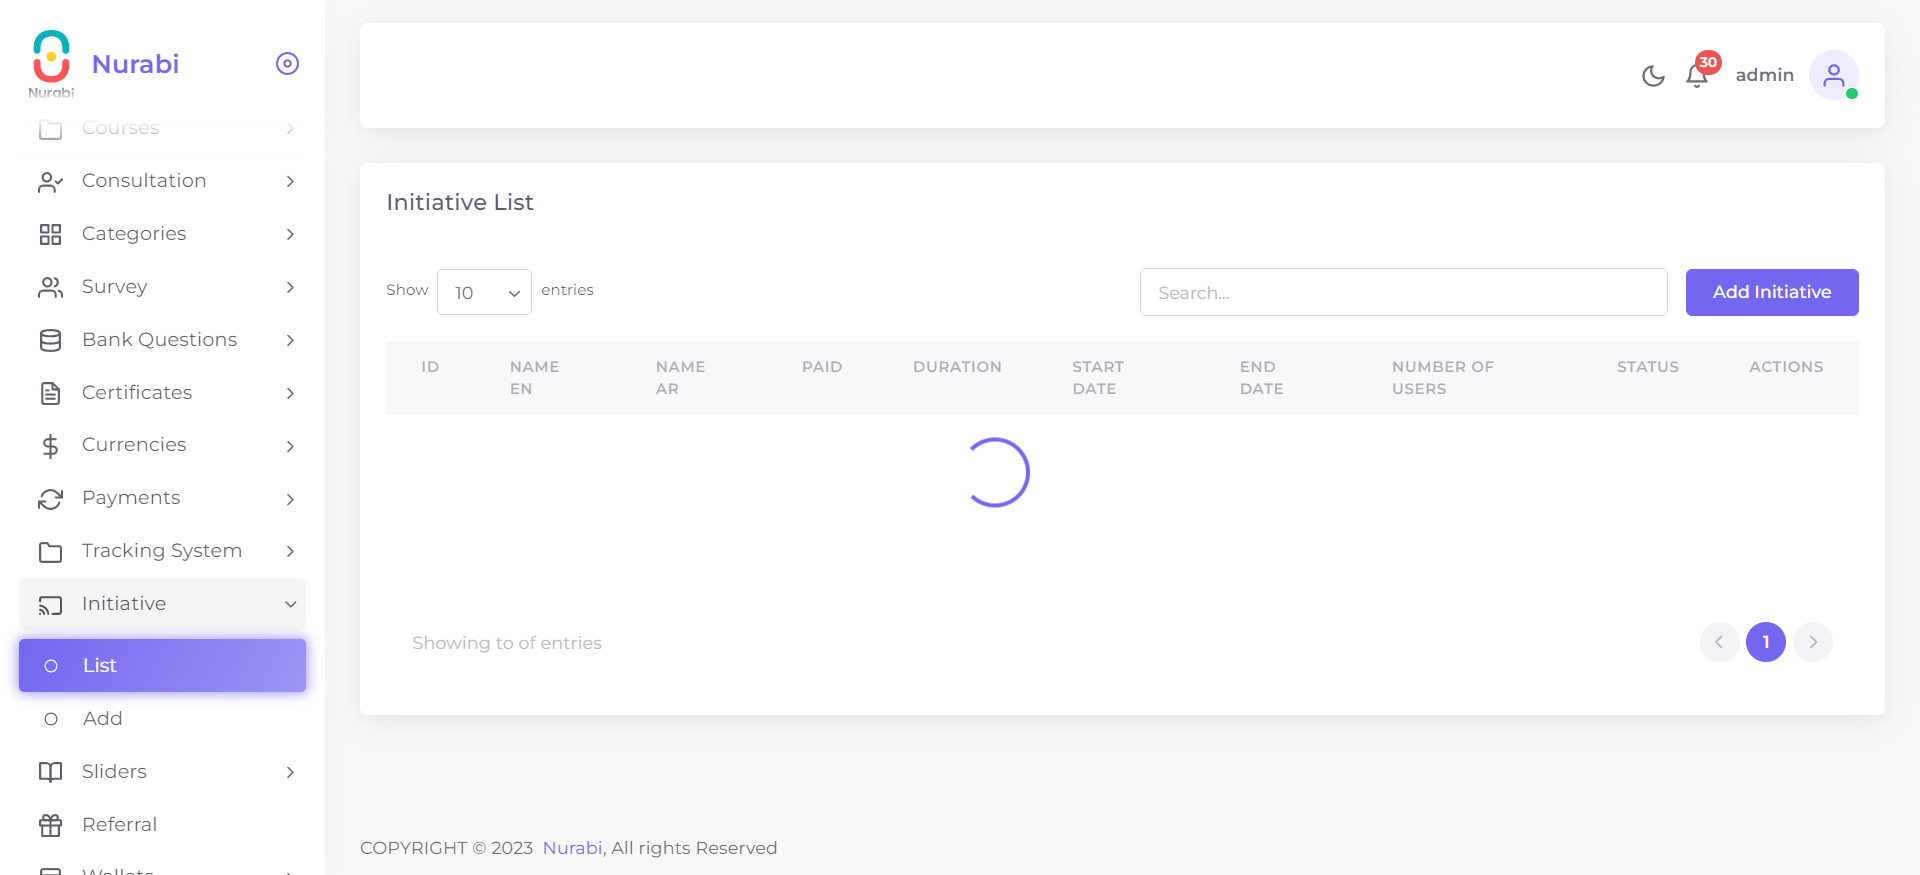 Nurabi
Nurabi
Courses
Consultation
Categories
Survey
Bank Questions
Certificates
Currencies
Payments
Tracking System
Initiative
List
Add
Sliders
Referral
Wallets
30
admin
Initiative List
Show 10 entries
Search...
Add Initiative
ID NAME EN NAME AR PAID DURATION START DATE END DATE NUMBER OF USERS STATUS ACTIONS
Showing to of entries
1
COPYRIGHT © 2023 Nurabi, All rights Reserved